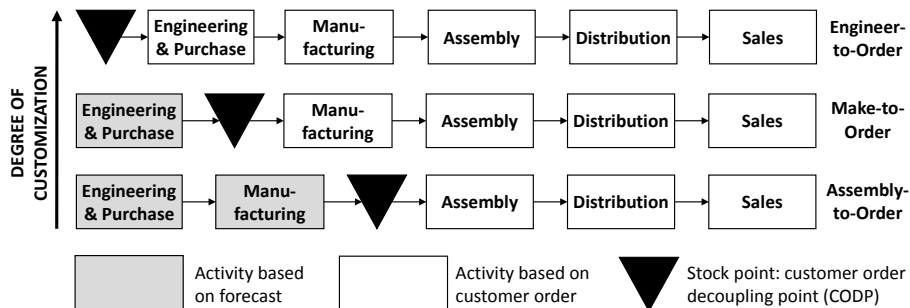 DEGREE OF
CUSTOMIZATION
Engineering
& Purchase
Manu-
facturing
Assembly
Distribution
Sales
Engineer-
to-Order
Engineering
& Purchase
Manu-
facturing
Assembly
Distribution
Sales
Make-to-
Order
Engineering
& Purchase
Manu-
facturing
Assembly
Distribution
Sales
Assembly-
to-Order
Activity based
on forecast
Activity based on
customer order
Stock point: customer order
decoupling point (CODP)